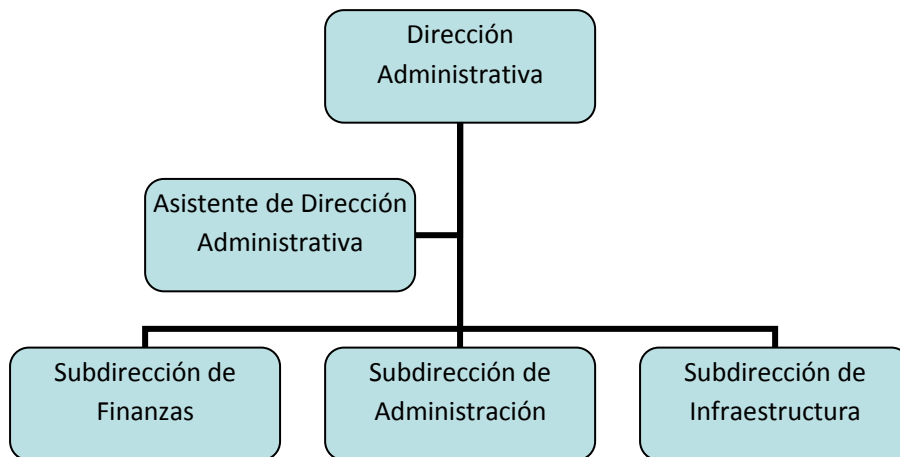 Dirección
Administrativa
Asistente de Dirección
Administrativa
Subdirección de
Finanzas
Subdirección de
Administración
Subdirección de
Infraestructura